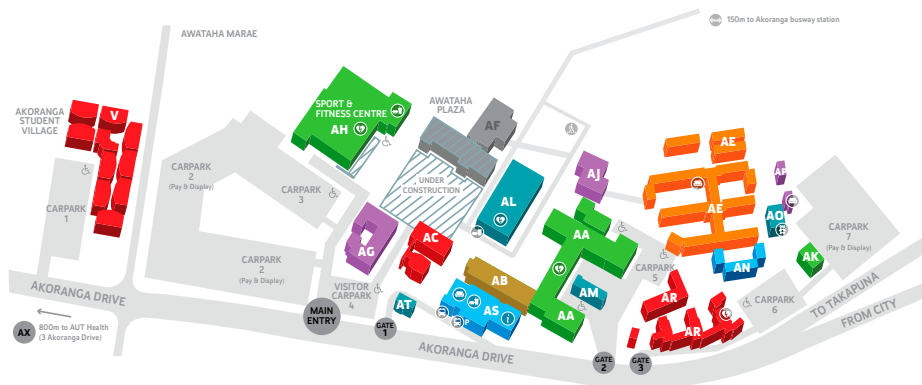 150m to Akoranga busway station
AWATAHA MARAE
AKORANGA
STUDENT
VILLAGE
V
CARPARK
1
CARPARK
2
(Pay & Display)
SPORT &
FITNESS CENTRE
AH
AWATAHA
PLAZA
AF
UNDER
CONSTRUCTION
CARPARK
3
CARPARK
2
(Pay & Display)
AG
AC
AL
AJ
AA
AE
AE
AP
AO
AN
AK
CARPARK
7
(Pay & Display)
CARPARK
5
CARPARK
6
AB
AM
AA
AS
AT
P
i
AR
AR
VISITOR
CARPARK
4
MAIN
ENTRY
GATE
1
GATE
2
GATE
3
AKORANGA DRIVE
AKORANGA DRIVE
TO TAKAPUNA
FROM CITY
AX
800m to AUT Health
(3 Akoranga Drive)